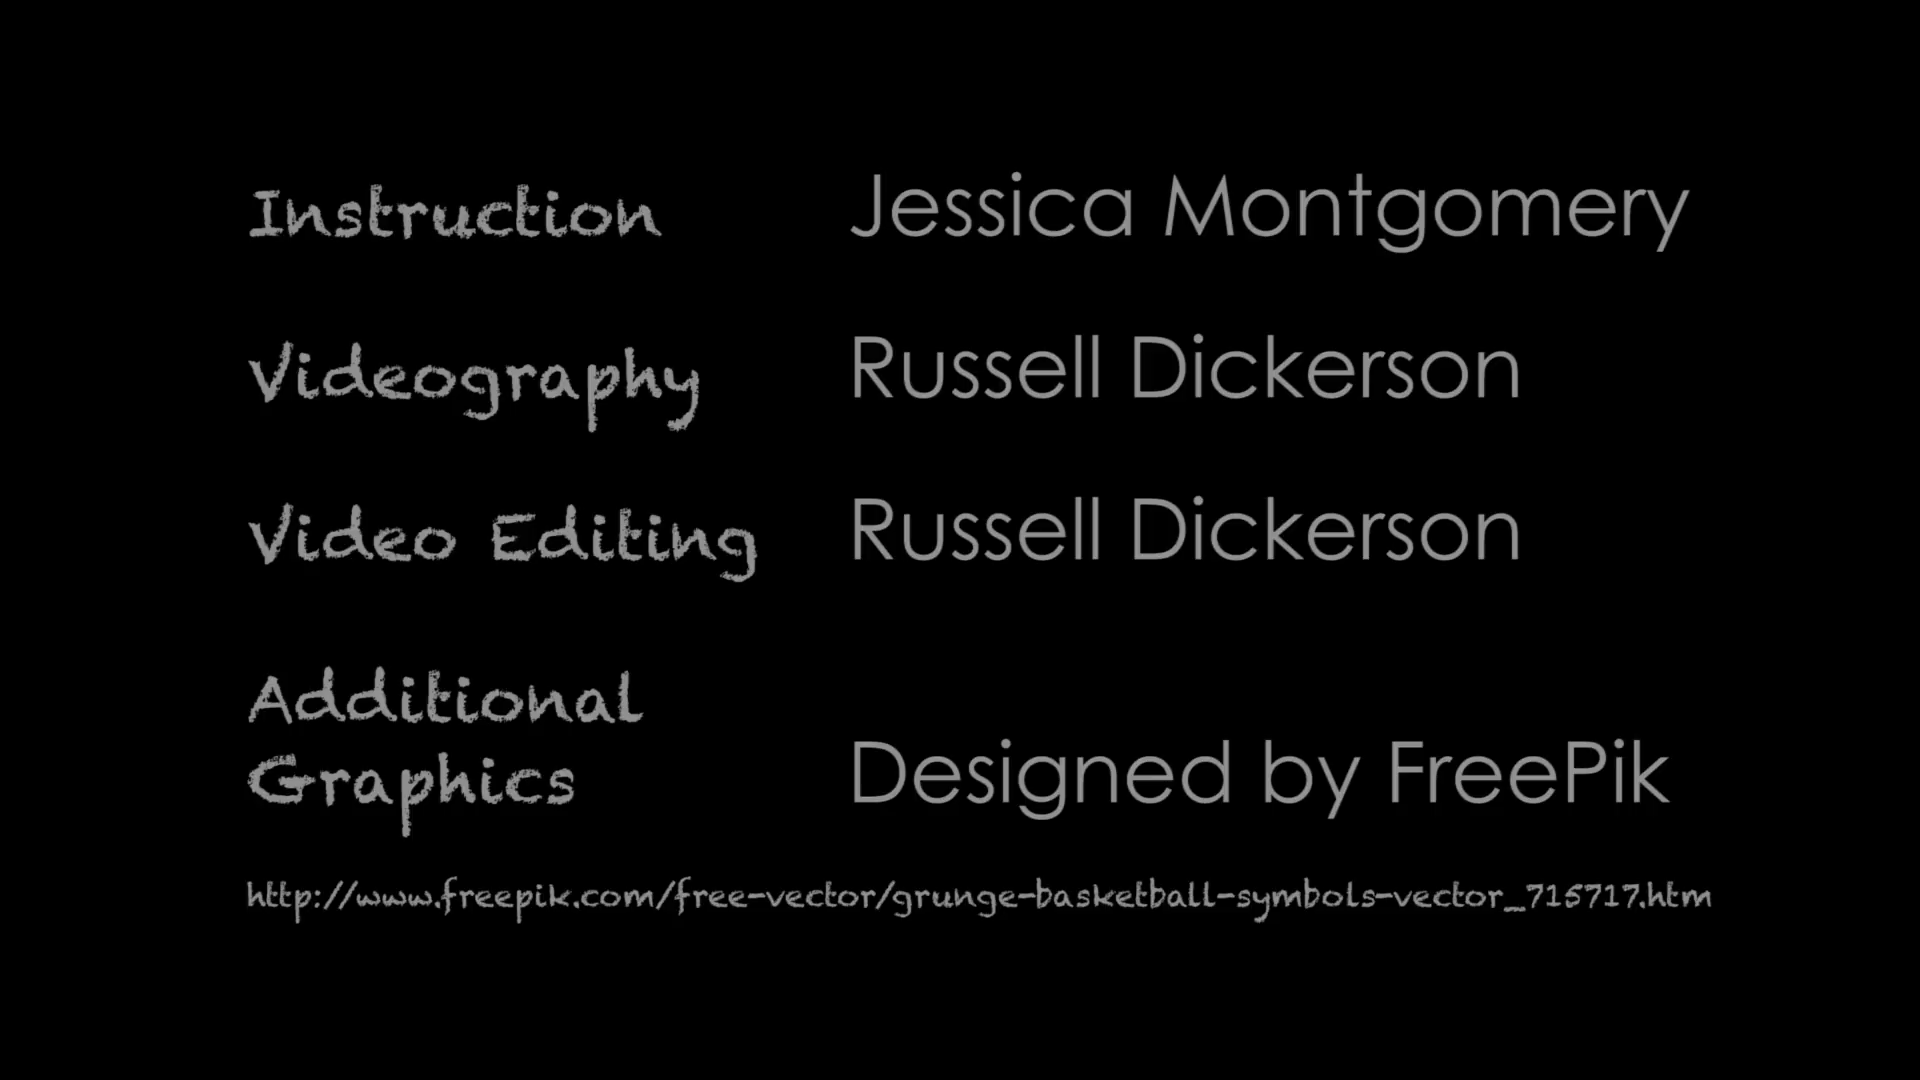 Instruction Jessica Montgomery
Videography Russell Dickerson
Video Editing Russell Dickerson
Additional
Graphics Designed by FreePik
http://www.freepik.com/free-vector/grunge-basketball-symbols-vector_715717.htm